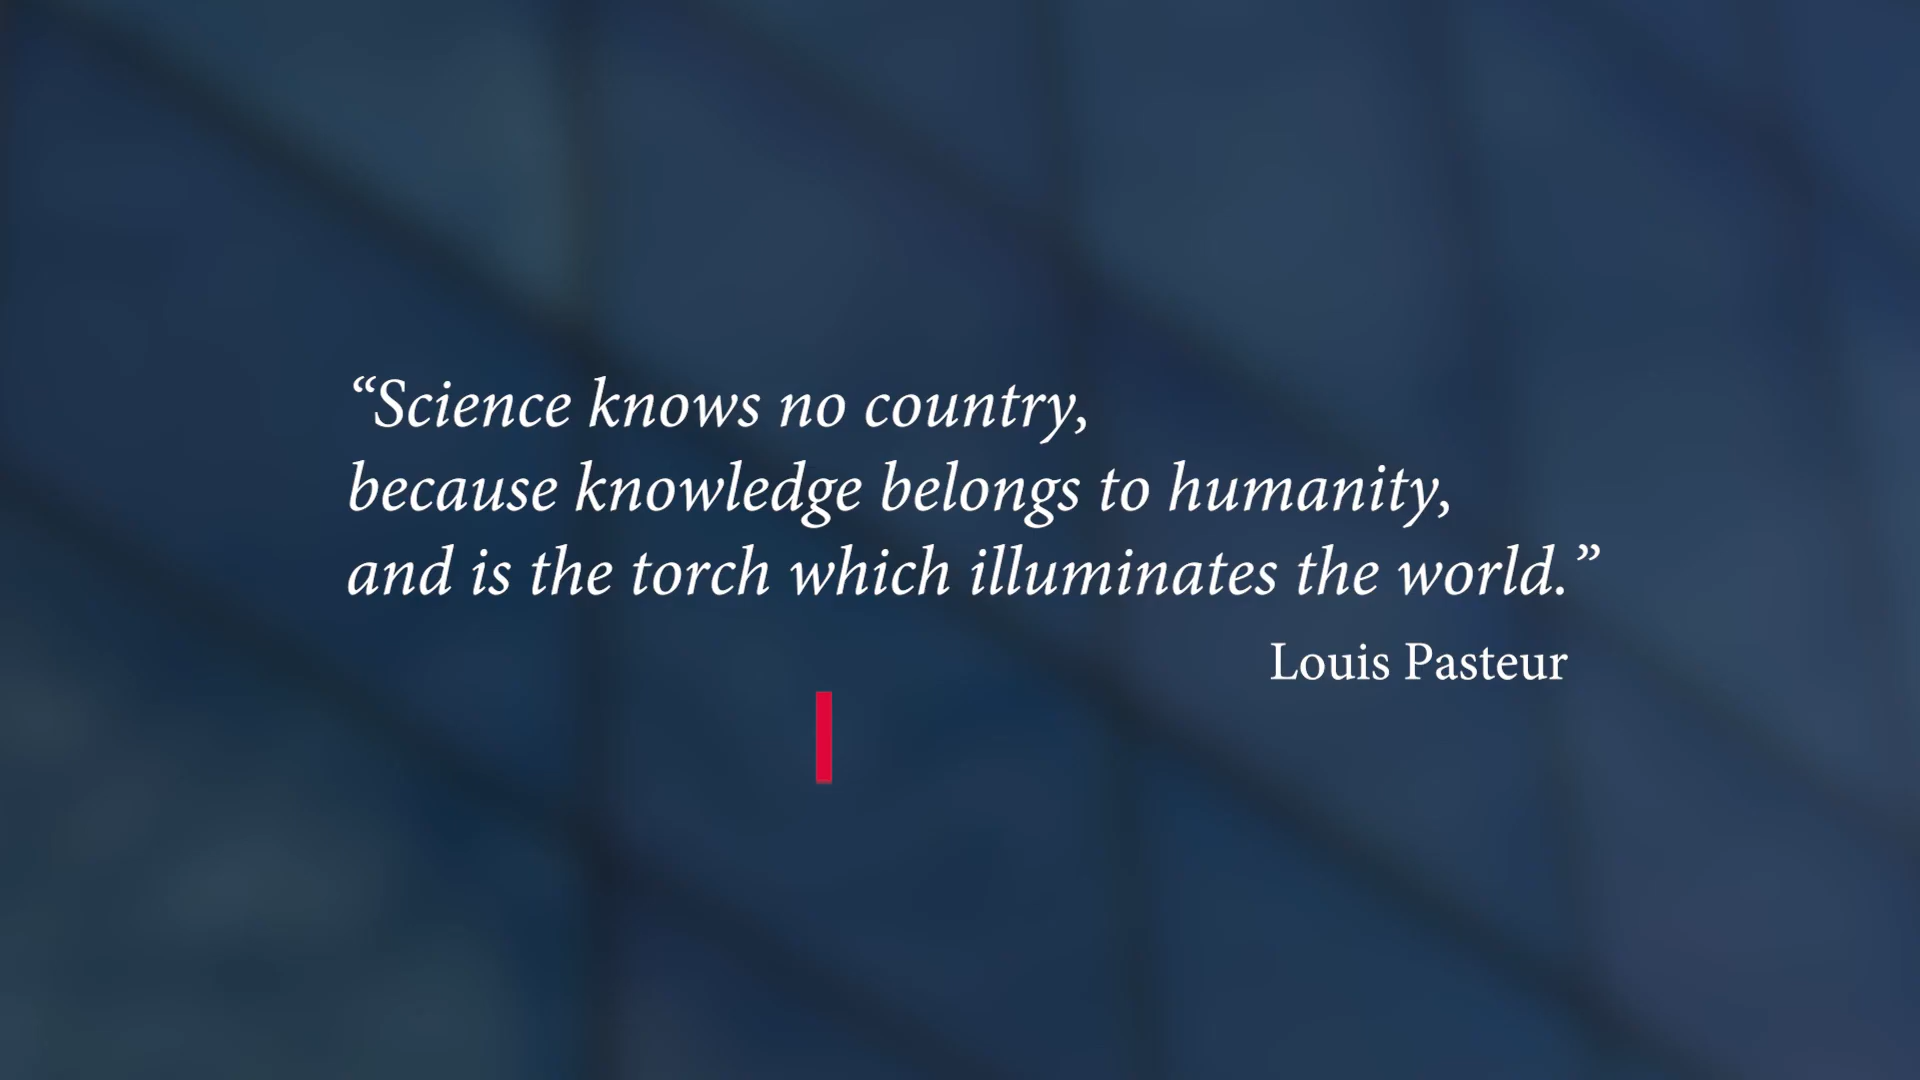 “Science knows no country,
because knowledge belongs to humanity,
and is the torch which illuminates the world.”
Louis Pasteur